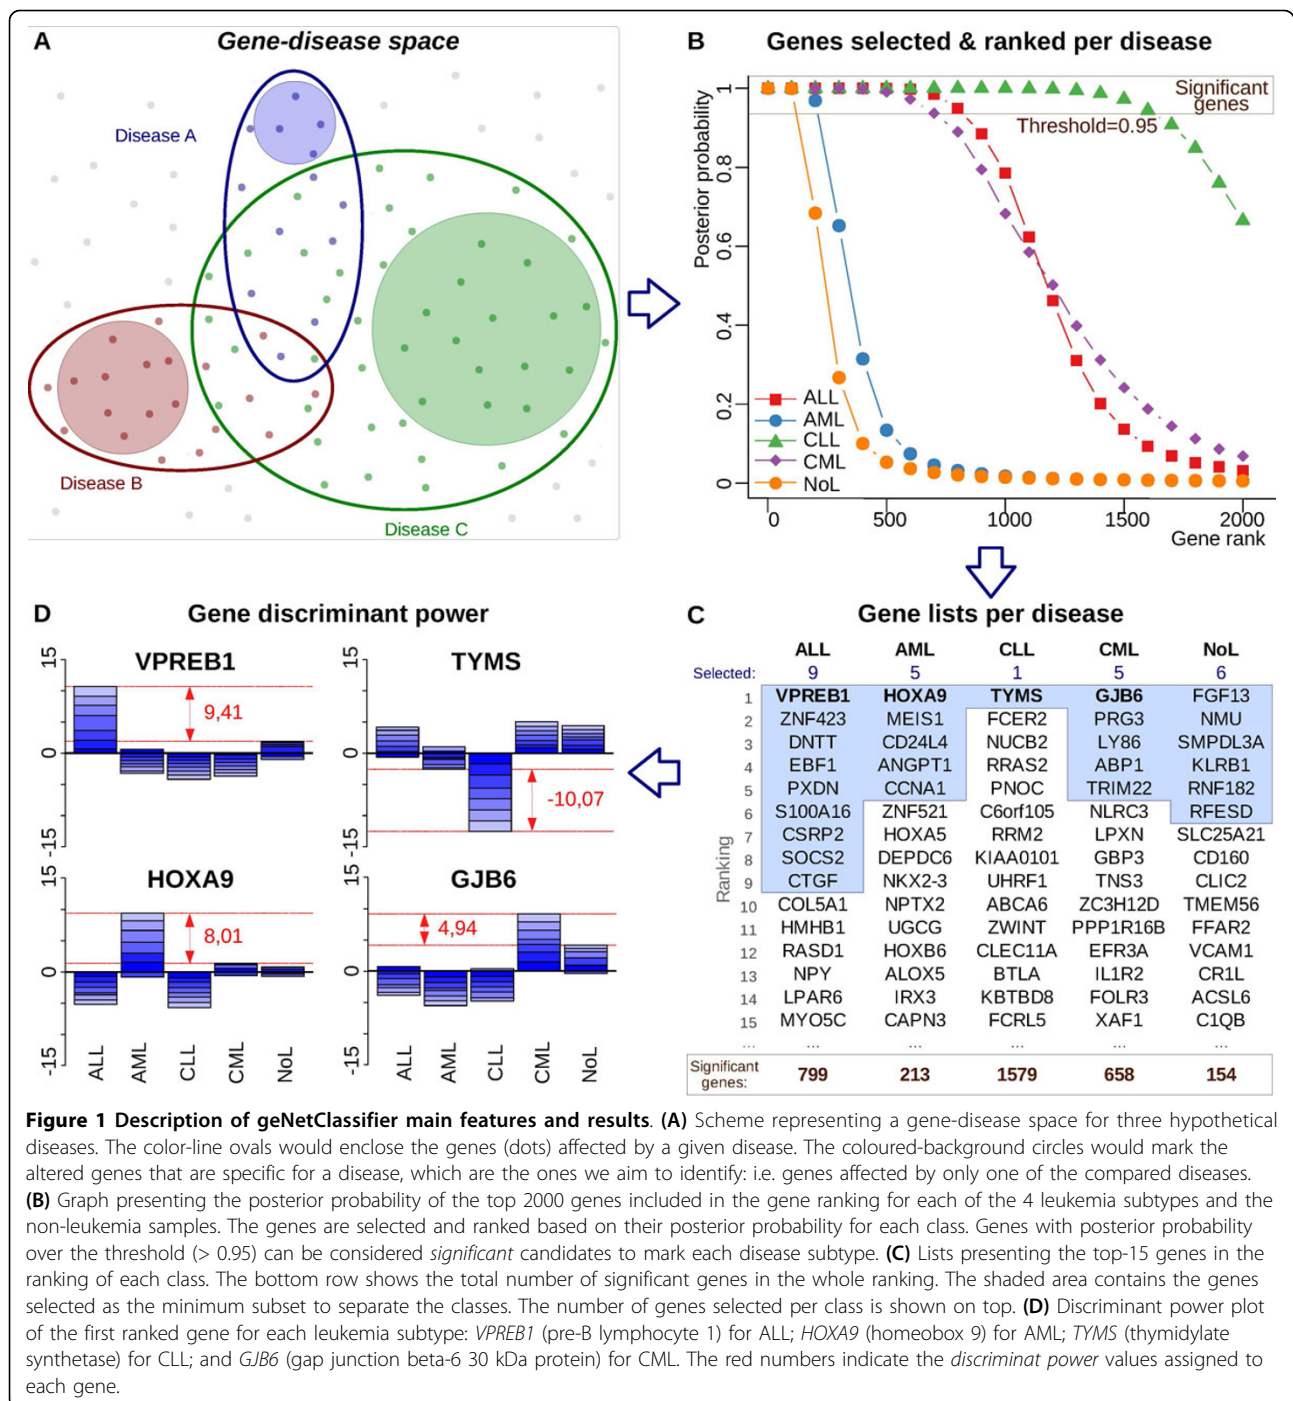 A
Gene-disease space
Disease A
Disease B
Disease C
B
Genes selected & ranked per disease
Posterior probability
1
0.8
0.6
0.4
0.2
0
Significant
genes
Threshold=0.95
ALL
AML
CLL
CML
NoL
0
500
1000
1500
2000
Gene rank
D
Gene discriminant power
VPREB1
15
0
-15
9,41
TYMS
15
0
-15
-10,07
HOXA9
15
0
-15
8,01
ALL
AML
CLL
CML
NoL
GJB6
15
0
-15
4,94
ALL
AML
CLL
CML
NoL
C
Gene lists per disease
ALL AML CLL CML NoL
Selected: 9 5 1 5 6
Ranking
1 VPREB1 HOXA9 TYMS GJB6 FGF13
2 ZNF423 MEIS1 FCER2 PRG3 NMU
3 DNTT CD24L4 NUCB2 LY86 SMPDL3A
4 EBF1 ANGPT1 RRAS2 ABP1 KLRB1
5 PXDN CCNA1 PNOC TRIM22 RNF182
6 S100A16 ZNF521 C6orf105 NLRC3 RFESD
7 CSRP2 HOXA5 RRM2 LPXN SLC25A21
8 SOCS2 DEPDC6 KIAA0101 GBP3 CD160
9 CTGF NKX2-3 UHRF1 TNS3 CLIC2
10 COL5A1 NPTX2 ABCA6 ZC3H12D TMEM56
11 HMHB1 UGCG ZWINT PPP1R16B FFAR2
12 RASD1 HOXB6 CLEC11A EFR3A VCAM1
13 NPY ALOX5 BTLA IL1R2 CR1L
14 LPAR6 IRX3 KBTBD8 FOLR3 ACSL6
15 MYO5C CAPN3 FCRL5 XAF1 C1QB
... ... ... ... ... ...
Significant
genes: 799 213 1579 658 154
Figure 1 Description of geNetClassifier main features and results. (A) Scheme representing a gene-disease space for three hypothetical
diseases. The color-line ovals would enclose the genes (dots) affected by a given disease. The coloured-background circles would mark the
altered genes that are specific for a disease, which are the ones we aim to identify: i.e. genes affected by only one of the compared diseases.
(B) Graph presenting the posterior probability of the top 2000 genes included in the gene ranking for each of the 4 leukemia subtypes and the
non-leukemia samples. The genes are selected and ranked based on their posterior probability for each class. Genes with posterior probability
over the threshold (> 0.95) can be considered significant candidates to mark each disease subtype. (C) Lists presenting the top-15 genes in the
ranking of each class. The bottom row shows the total number of significant genes in the whole ranking. The shaded area contains the genes
selected as the minimum subset to separate the classes. The number of genes selected per class is shown on top. (D) Discriminant power plot
of the first ranked gene for each leukemia subtype: VPREB1 (pre-B lymphocyte 1) for ALL; HOXA9 (homeobox 9) for AML; TYMS (thymidylate
synthetase) for CLL; and GJB6 (gap junction beta-6 30 kDa protein) for CML. The red numbers indicate the discriminat power values assigned to
each gene.